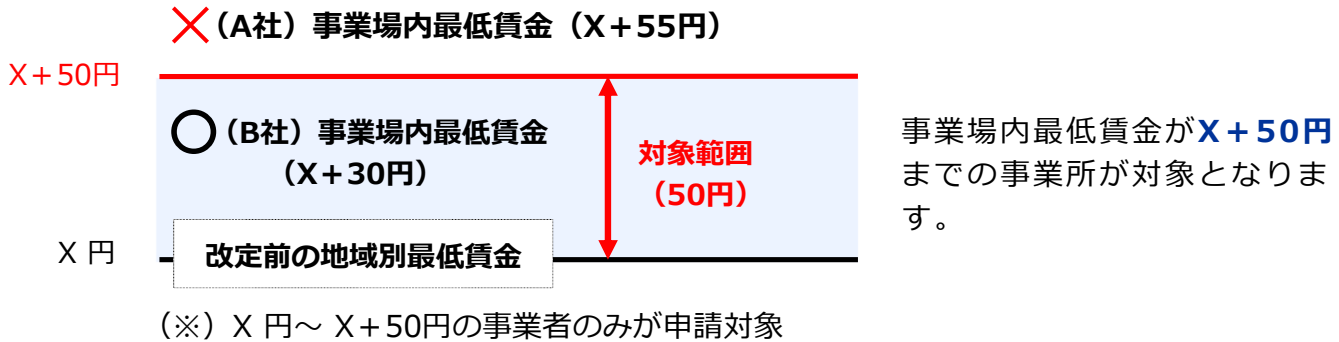 （A社）事業場内最低賃金（X＋55円）
X＋50円
（B社）事業場内最低賃金
（X＋30円）
対象範囲
（50円）
事業場内最低賃金がX＋50円
までの事業所が対象となりま
す。
X 円
改定前の地域別最低賃金
（※）X 円～ X＋50円の事業者のみが申請対象